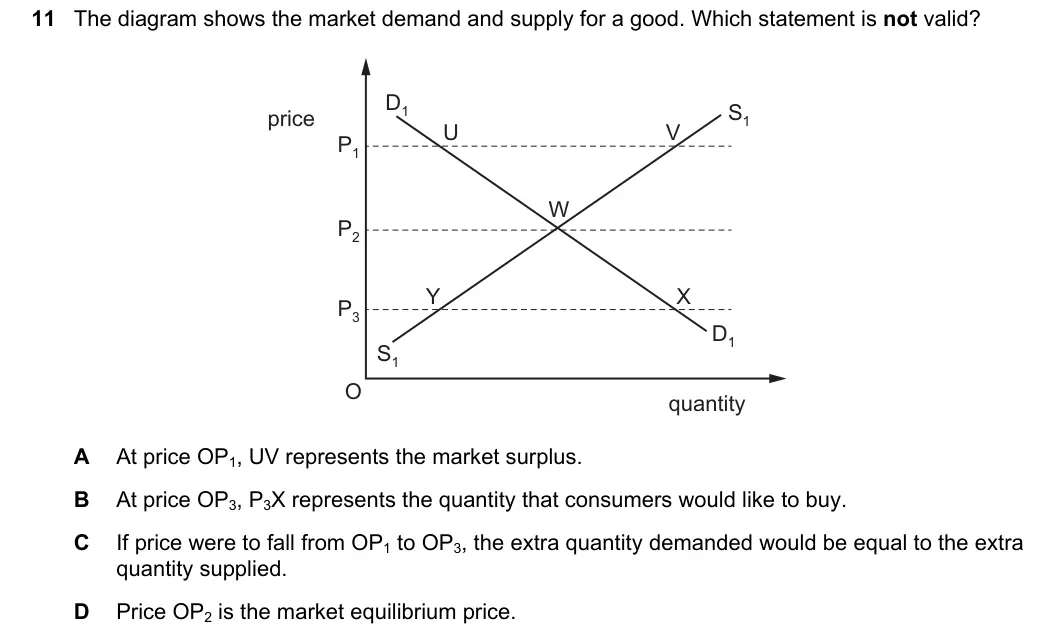 11 The diagram shows the market demand and supply for a good. Which statement is not valid?
price
D₁
U
V
S₁
P₁
W
P₂
Y
X
P₃
D₁
S₁
O
quantity
A At price OP₁, UV represents the market surplus.
B At price OP₃, P₃X represents the quantity that consumers would like to buy.
C If price were to fall from OP₁ to OP₃, the extra quantity demanded would be equal to the extra
quantity supplied.
D Price OP₂ is the market equilibrium price.